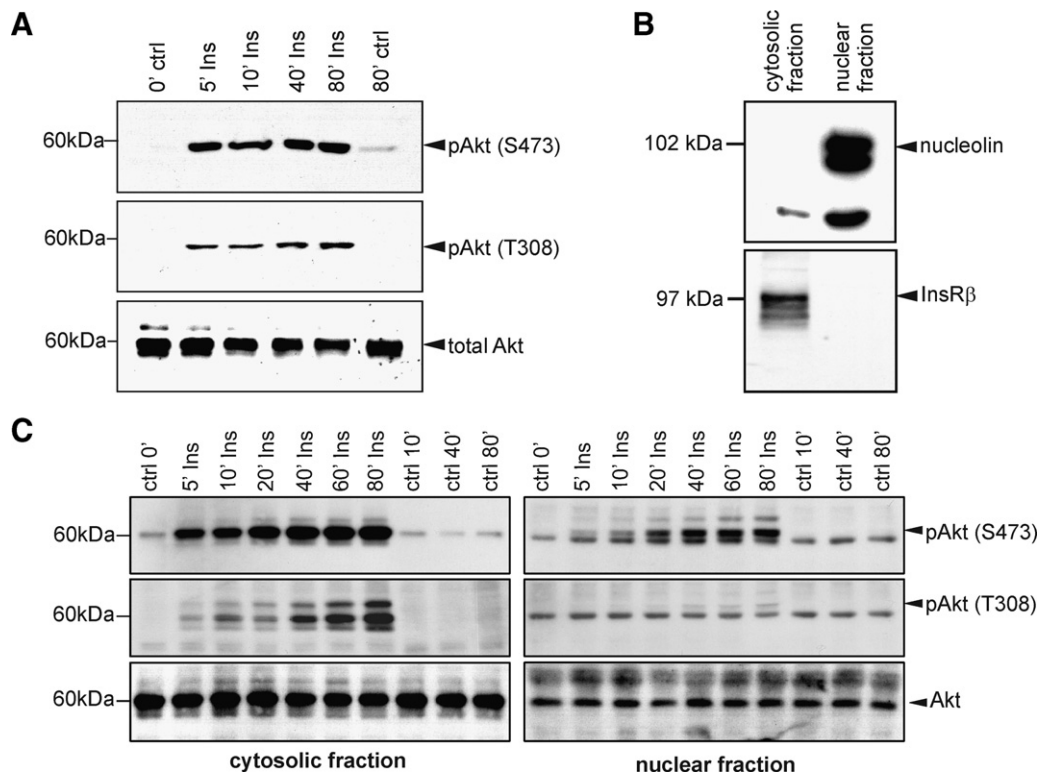 A
0' ctrl
5' Ins
10' Ins
40' Ins
80' Ins
80' ctrl
60kDa
pAkt (S473)
60kDa
pAkt (T308)
60kDa
total Akt
B
cytosolic
fraction
nuclear
fraction
102 kDa
nucleolin
97 kDa
InsRβ
C
ctrl 0'
5' Ins
10' Ins
20' Ins
40' Ins
60' Ins
80' Ins
ctrl 10'
ctrl 40'
ctrl 80'
ctrl 0'
5' Ins
10' Ins
20' Ins
40' Ins
60' Ins
80' Ins
ctrl 10'
ctrl 40'
ctrl 80'
60kDa
pAkt (S473)
60kDa
pAkt (T308)
60kDa
Akt
cytosolic fraction
nuclear fraction